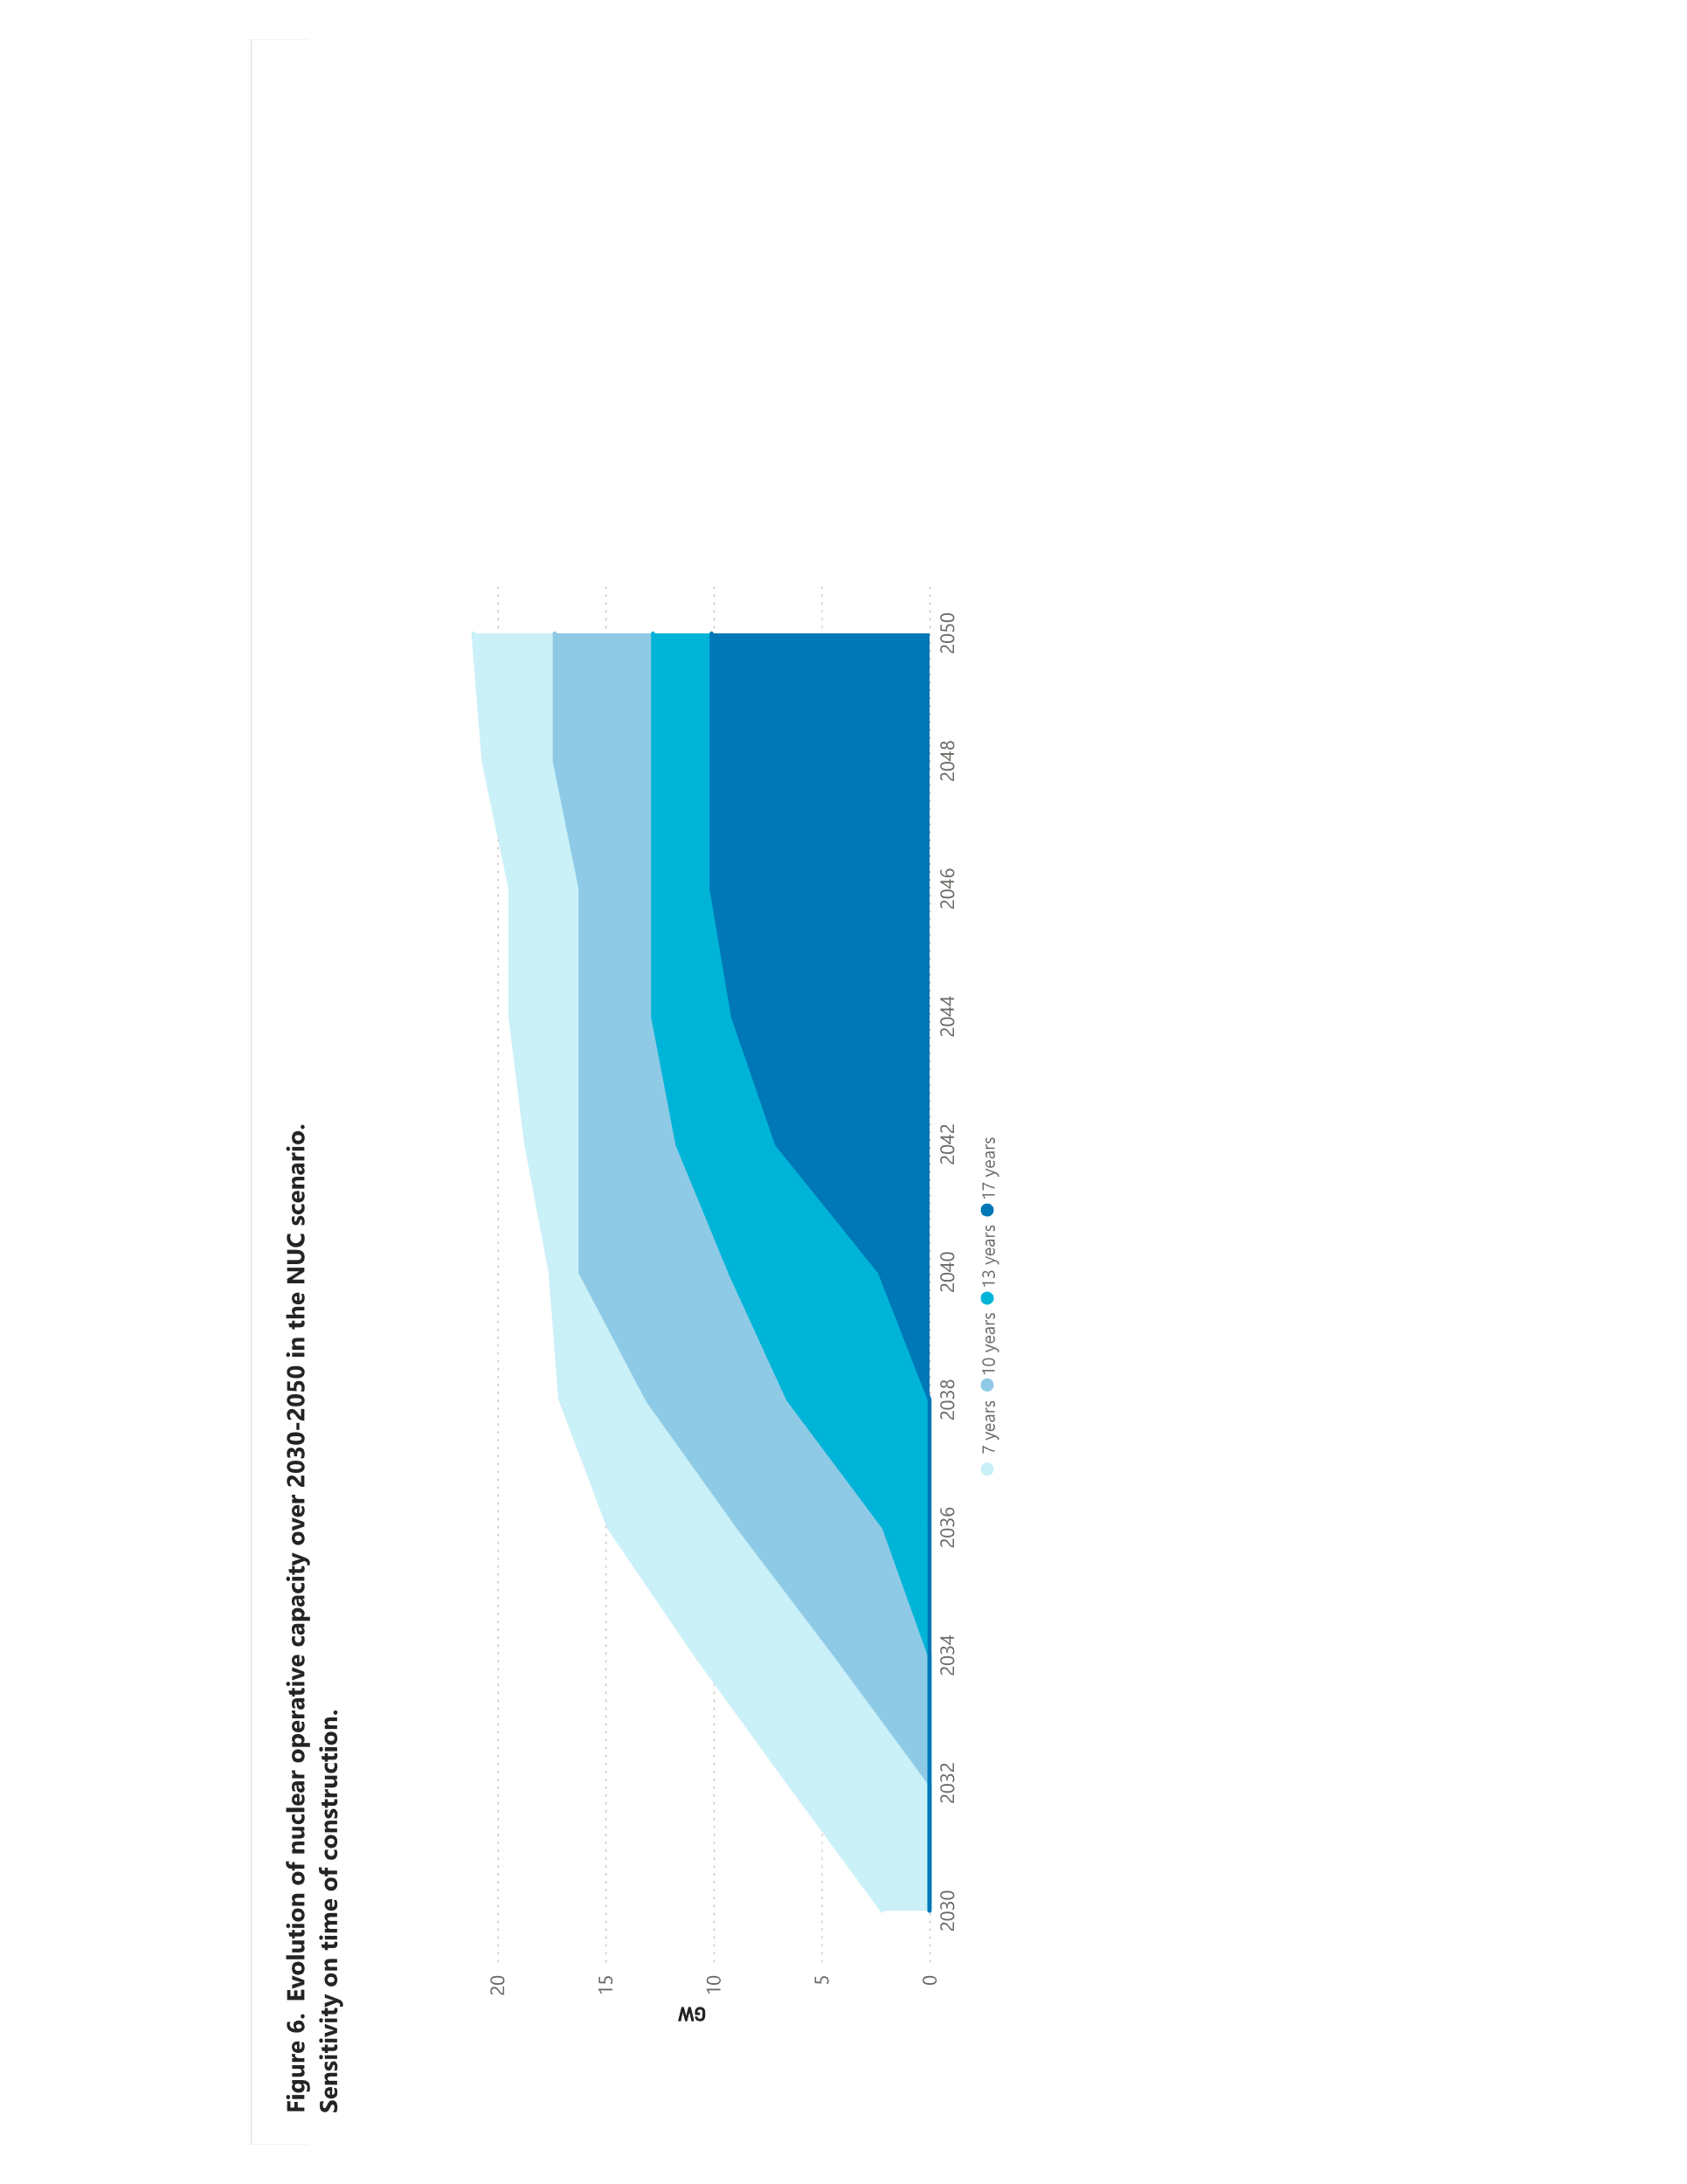 Figure 6. Evolution of nuclear operative capacity over 2030-2050 in the NUC scenario.
Sensitivity on time of construction.
20
15
10
5
0
GW
2030 2032 2034 2036 2038 2040 2042 2044 2046 2048 2050
7 years 10 years 13 years 17 years